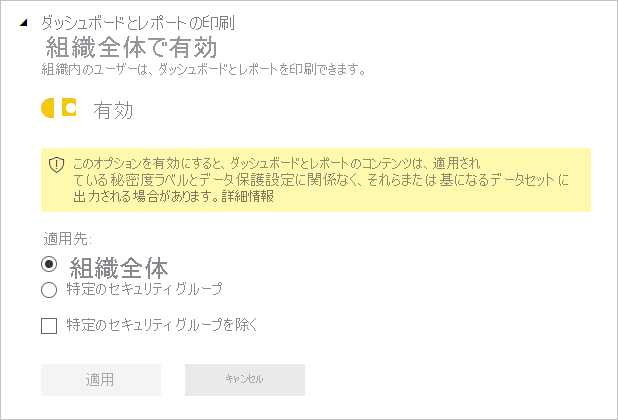 ダッシュボードとレポートの印刷
組織全体で有効
組織内のユーザーは、ダッシュボードとレポートを印刷できます。
有効
このオプションを有効にすると、ダッシュボードとレポートのコンテンツは、適用され
ている秘密度ラベルとデータ保護設定に関係なく、それらまたは基になるデータセットに
出力される場合があります。詳細情報
適用先:
組織全体
特定のセキュリティグループ
特定のセキュリティグループを除く
適用
キャンセル